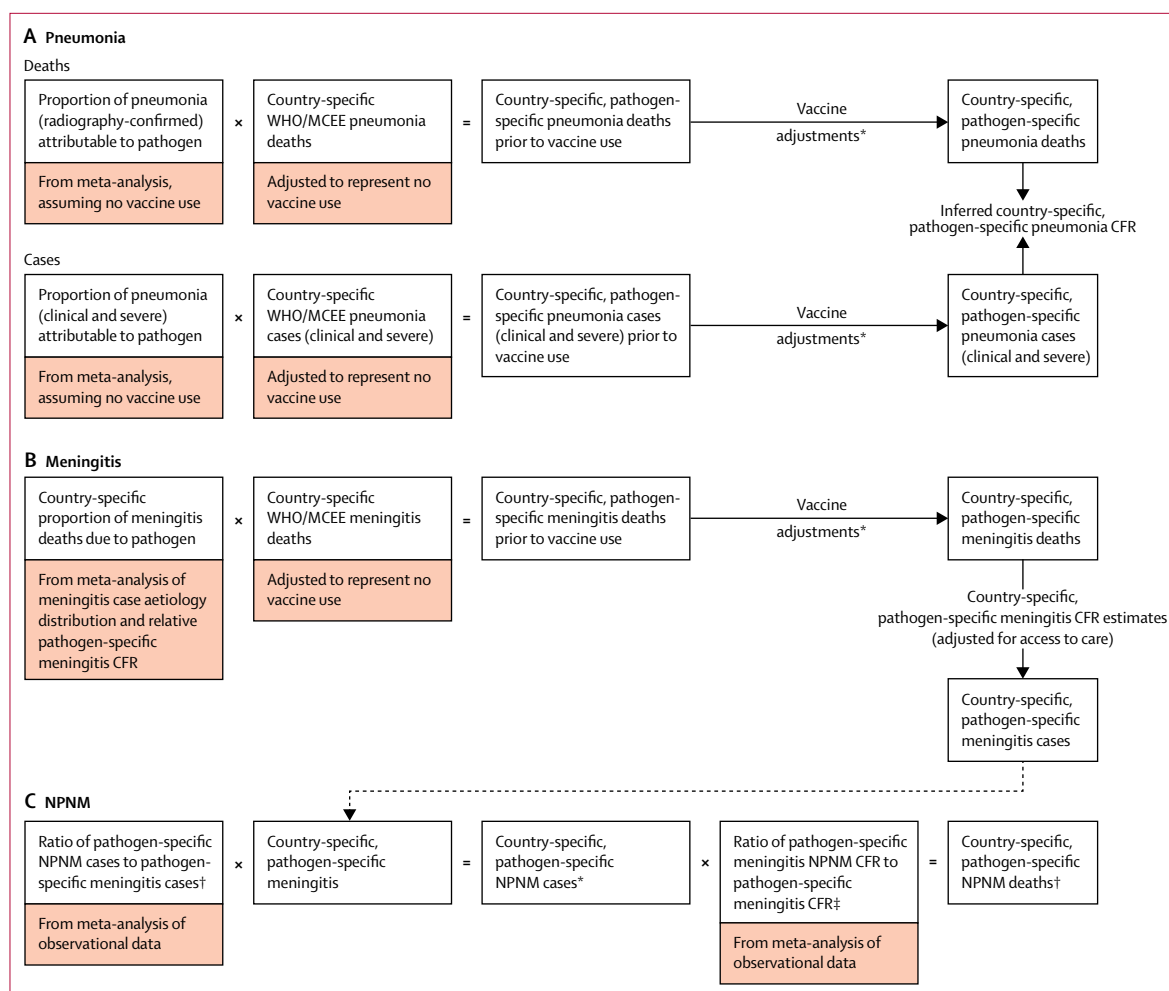 A Pneumonia
Deaths
Proportion of pneumonia
(radiography-confirmed)
attributable to pathogen
From meta-analysis,
assuming no vaccine use
×
Country-specific
WHO/MCEE pneumonia
deaths
Adjusted to represent no
vaccine use
=
Country-specific, pathogen-
specific pneumonia deaths
prior to vaccine use
Vaccine
adjustments*
Country-specific,
pathogen-specific
pneumonia deaths
Inferred country-specific,
pathogen-specific pneumonia CFR
Cases
Proportion of pneumonia
(clinical and severe)
attributable to pathogen
From meta-analysis,
assuming no vaccine use
×
Country-specific
WHO/MCEE pneumonia
cases (clinical and severe)
Adjusted to represent no
vaccine use
=
Country-specific, pathogen-
specific pneumonia cases
(clinical and severe) prior to
vaccine use
Vaccine
adjustments*
Country-specific,
pathogen-specific
pneumonia cases
(clinical and severe)
B Meningitis
Country-specific
proportion of meningitis
deaths due to pathogen
From meta-analysis of
meningitis case aetiology
distribution and relative
pathogen-specific
meningitis CFR
×
Country-specific
WHO/MCEE meningitis
deaths
Adjusted to represent no
vaccine use
=
Country-specific, pathogen-
specific meningitis deaths
prior to vaccine use
Vaccine
adjustments*
Country-specific,
pathogen-specific
meningitis deaths
Country-specific,
pathogen-specific meningitis CFR estimates
(adjusted for access to care)
Country-specific,
pathogen-specific
meningitis cases
C NPNM
Ratio of pathogen-specific
NPNM cases to pathogen-
specific meningitis cases†
From meta-analysis of
observational data
×
Country-specific,
pathogen-specific
meningitis
=
Country-specific,
pathogen-specific
NPNM cases*
×
Ratio of pathogen-specific
meningitis NPNM CFR to
pathogen-specific
meningitis CFR‡
From meta-analysis of
observational data
=
Country-specific,
pathogen-specific
NPNM deaths†